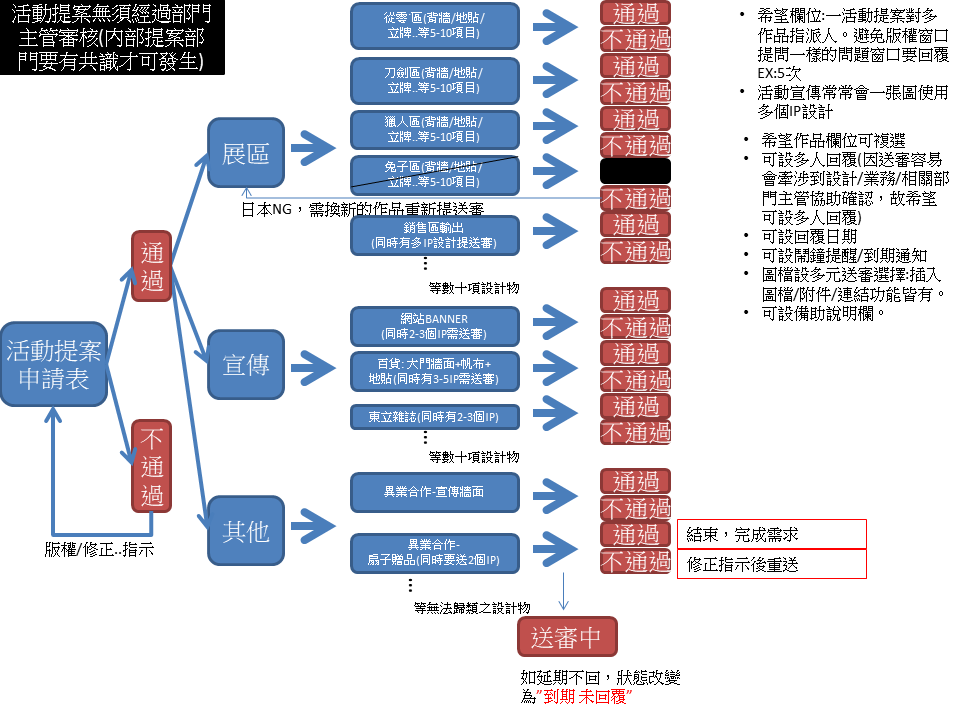 活動提案無須經過部門
主管審核(內部提案部
門要有共識才可發生)
活動提案
申請表
通過
不通過
版權/修正..指示
展區
宣傳
其他
從零區(背牆/地貼/
立牌..等5-10項目)
通過
不通過
刀劍區(背牆/地貼/
立牌..等5-10項目)
通過
不通過
獵人區(背牆/地貼/
立牌..等5-10項目)
通過
不通過
兔子區(背牆/地貼/
立牌..等5-10項目)
不通過
日本NG，需換新的作品重新提送審
銷售區輸出
(同時有多IP設計提送審)
通過
不通過
...
等數十項設計物
網站BANNER
(同時2-3個IP需送審)
通過
不通過
百貨: 大門牆面+帆布+
地貼(同時有3-5IP需送審)
通過
不通過
東立雜誌(同時有2-3個IP)
通過
不通過
...
等數十項設計物
異業合作-宣傳牆面
通過
不通過
異業合作-
扇子贈品(同時要送2個IP)
通過
不通過
結束，完成需求
修正指示後重送
...
等無法歸類之設計物
送審中
如延期不回，狀態改變
為"到期 未回覆"
• 希望欄位:一活動提案對多
作品指派人。避免版權窗口
提問一樣的問題窗口要回覆
EX:5次
• 活動宣傳常常會一張圖使用
多個IP設計
• 希望作品欄位可複選
• 可設多人回覆(因送審容易
會牽涉到設計/業務/相關部
門主管協助確認，故希望
可設多人回覆)
• 可設回覆日期
• 可設鬧鐘提醒/到期通知
• 圖檔設多元送審選擇:插入
圖檔/附件/連結功能皆有。
• 可設備助說明欄。